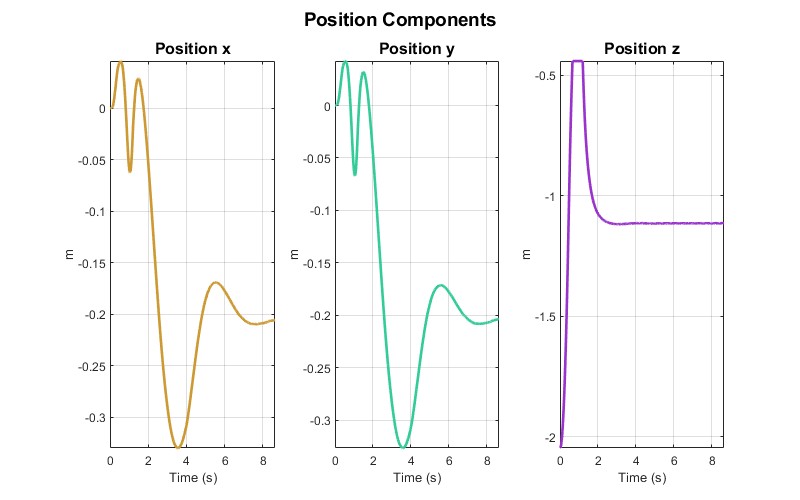 Position Components
Position x
0
-0.05
-0.1
-0.15
-0.2
-0.25
-0.3
m
0 2 4 6 8
Time (s)
Position y
0
-0.05
-0.1
-0.15
-0.2
-0.25
-0.3
m
0 2 4 6 8
Time (s)
Position z
-0.5
-1
-1.5
-2
m
0 2 4 6 8
Time (s)